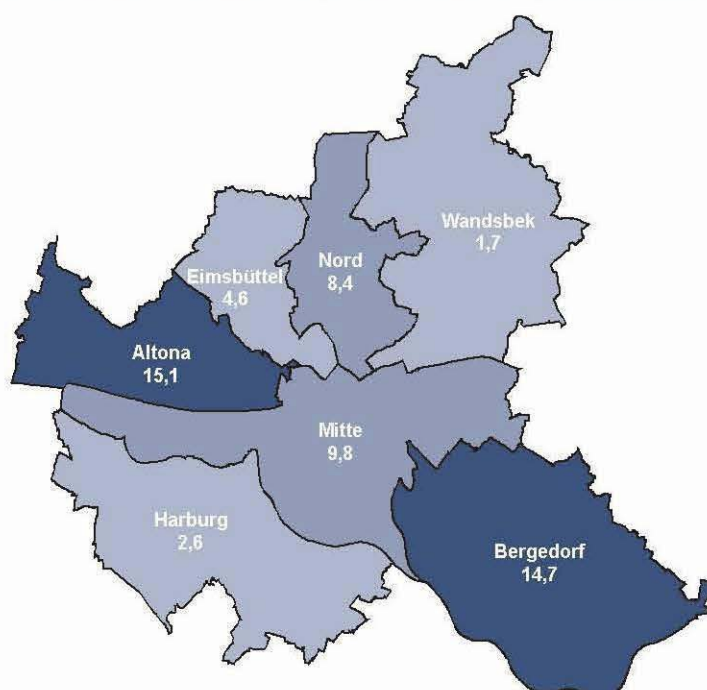 Wandsbek
1,7
Nord
8,4
Eimsbüttel
4,6
Altona
15,1
Mitte
9,8
Harburg
2,6
Bergedorf
14,7